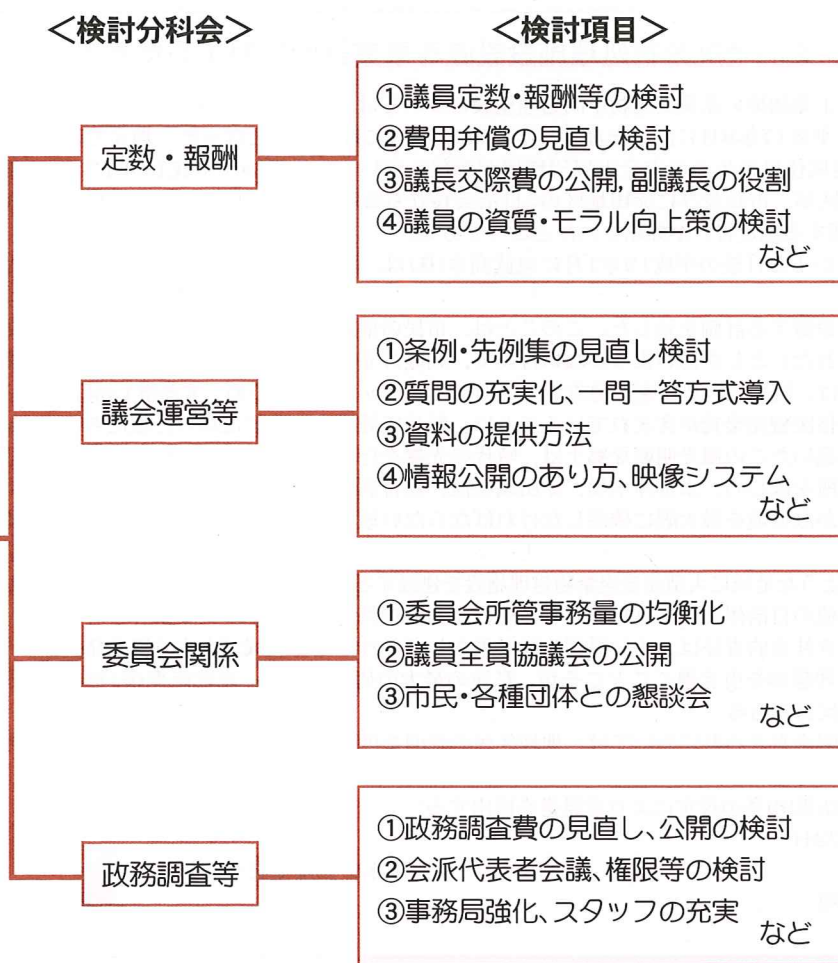 ＜検討分科会＞
＜検討項目＞
定数・報酬
①議員定数・報酬等の検討
②費用弁償の見直し検討
③議長交際費の公開,副議長の役割
④議員の資質・モラル向上策の検討
など
議会運営等
①条例・先例集の見直し検討
②質問の充実化、一問一答方式導入
③資料の提供方法
④情報公開のあり方、映像システム
など
委員会関係
①委員会所管事務量の均衡化
②議員全員協議会の公開
③市民・各種団体との懇談会
など
政務調査等
①政務調査費の見直し、公開の検討
②会派代表者会議、権限等の検討
③事務局強化、スタッフの充実
など